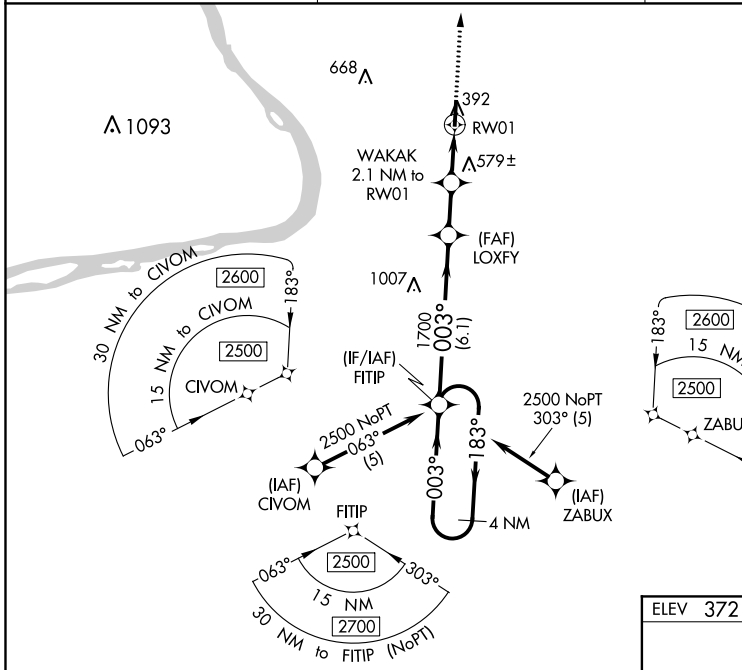 668
1093
392
RW01
WAKAK
2.1 NM to
RW01
579±
(FAF)
LOXFY
1007
30 NM to CIVOM
2600
183°
15 NM to CIVOM
2500
CIVOM
063°
1700
003°
(6.1)
(IF/IAF)
FITIP
2500 NoPT
063°
(5)
(IAF)
CIVOM
003°
183°
4 NM
2500 NoPT
303° (5)
(IAF)
ZABUX
183°
2600
15 NM
2500
ZABU
FITIP
063°
303°
2500
15 NM
2700
30 NM to FITIP (NoPT)
ELEV 372